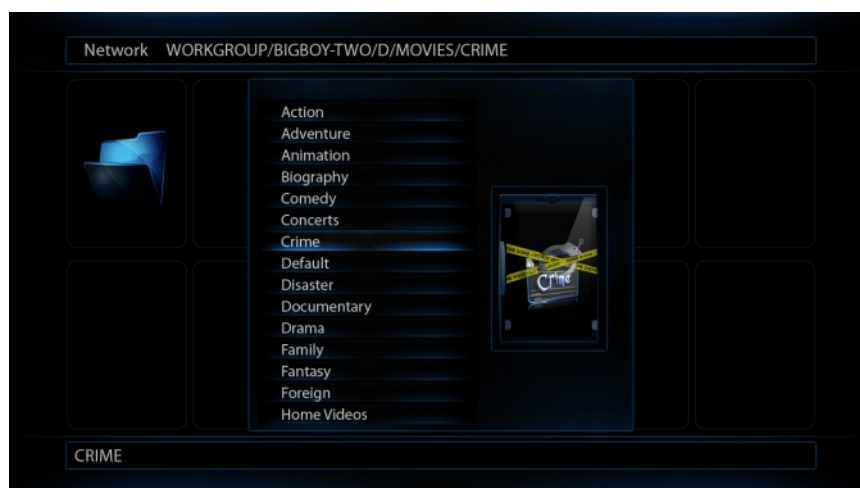 Network WORKGROUP/BIGBOY-TWO/D/MOVIES/CRIME
Action
Adventure
Animation
Biography
Comedy
Concerts
Crime
Default
Disaster
Documentary
Drama
Family
Fantasy
Foreign
Home Videos
Crime
CRIME